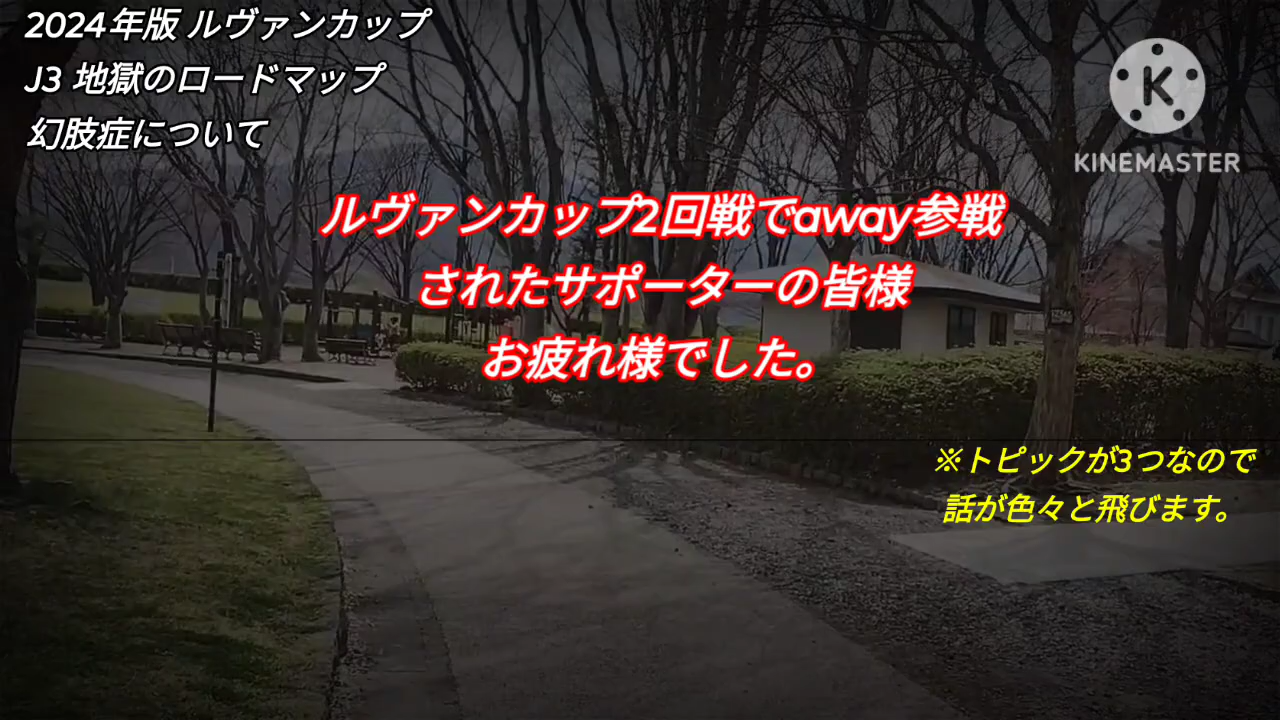 2024年版 ルヴァンカップ
J3 地獄のロードマップ
幻肢症について
K
KINEMASTER
ルヴァンカップ2回戦でaway参戦
されたサポーターの皆様
お疲れ様でした。
※トピックが3つなので
話が色々と飛びます。